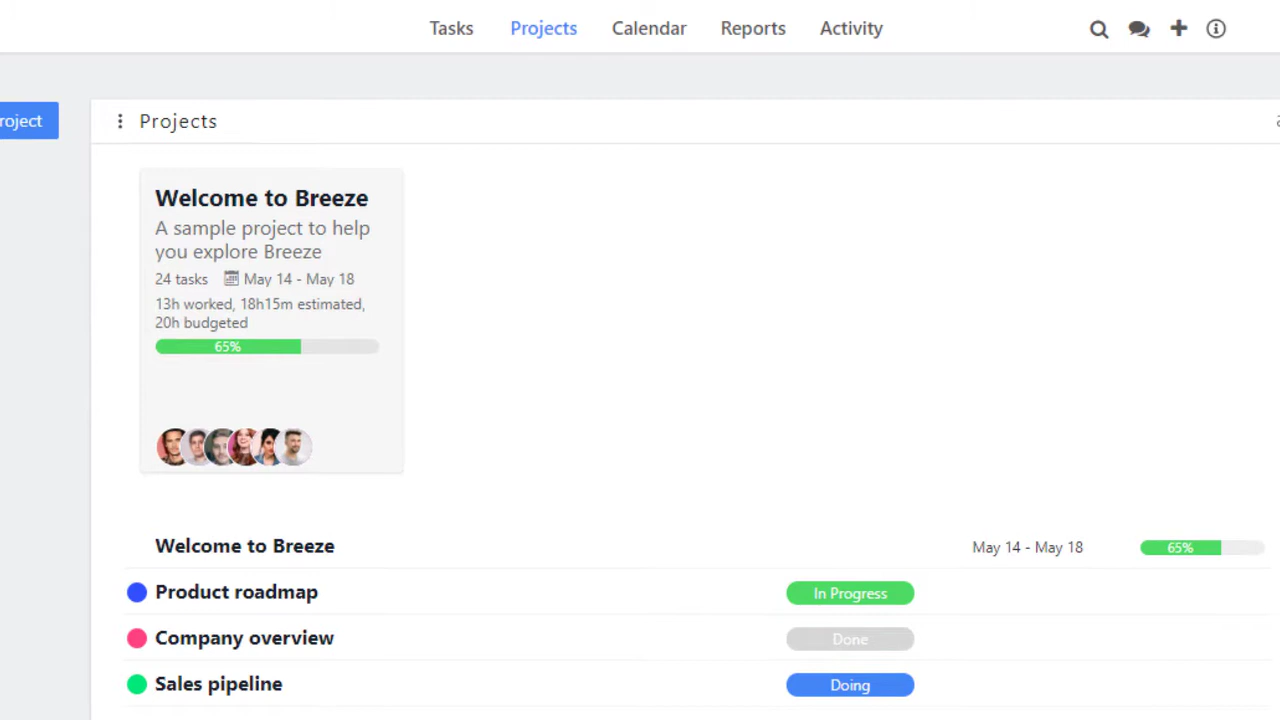 Tasks Projects Calendar Reports Activity
roject
Projects
Welcome to Breeze
A sample project to help
you explore Breeze
24 tasks May 14 - May 18
13h worked, 18h15m estimated,
20h budgeted
65%
Welcome to Breeze May 14 - May 18 65%
Product roadmap In Progress
Company overview Done
Sales pipeline Doing